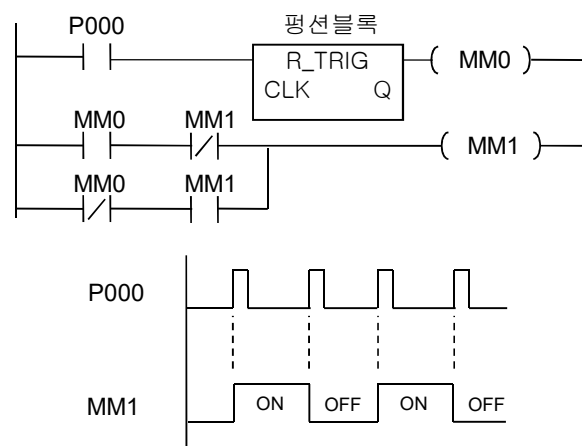 P000 펑션블록
R_TRIG MM0
CLK Q
MM0 MM1
MM1
MM0 MM1
P000
MM1 ON OFF ON OFF